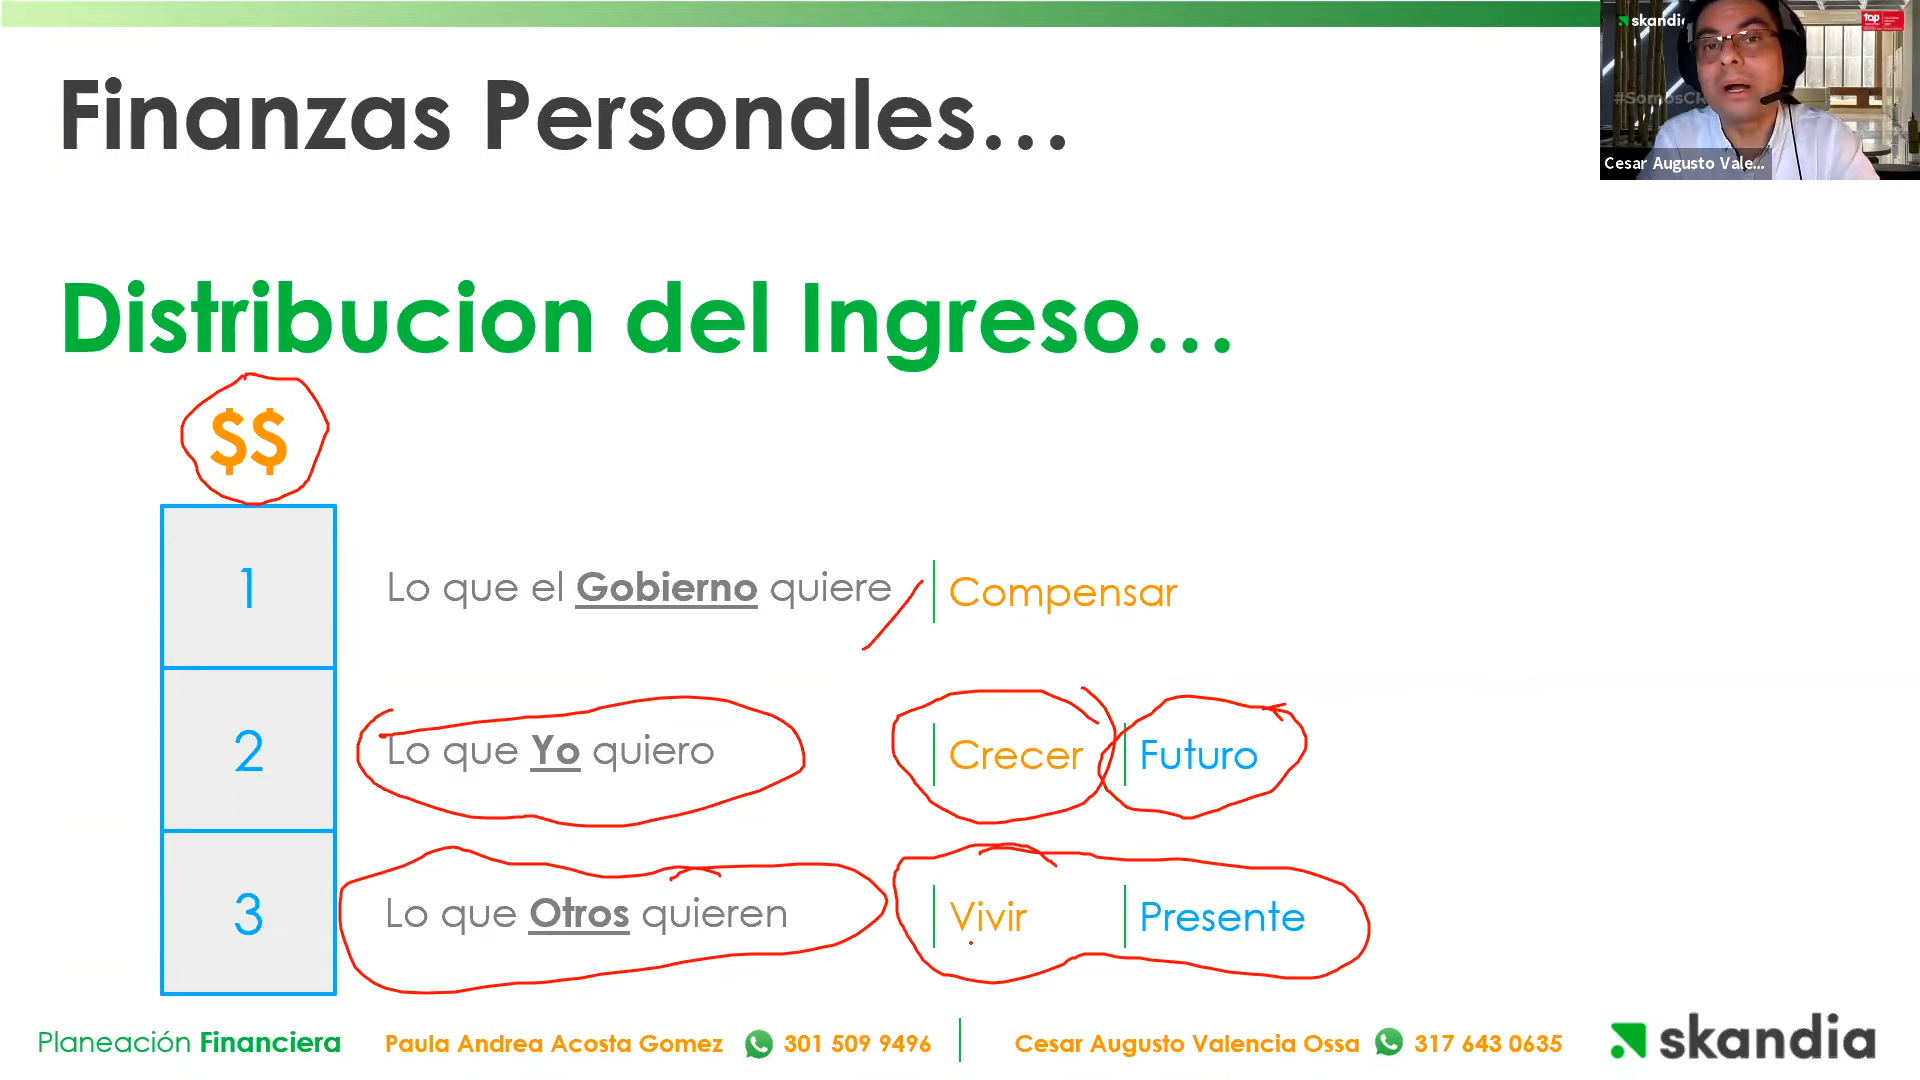 skandia
top
#SomosCR
Cesar Augusto Vale...
Finanzas Personales...
Distribucion del Ingreso...
$$
1 Lo que el Gobierno quiere Compensar
2 Lo que Yo quiero Crecer Futuro
3 Lo que Otros quieren Vivir Presente
Planeación Financiera Paula Andrea Acosta Gomez 301 509 9496 Cesar Augusto Valencia Ossa 317 643 0635 skandia